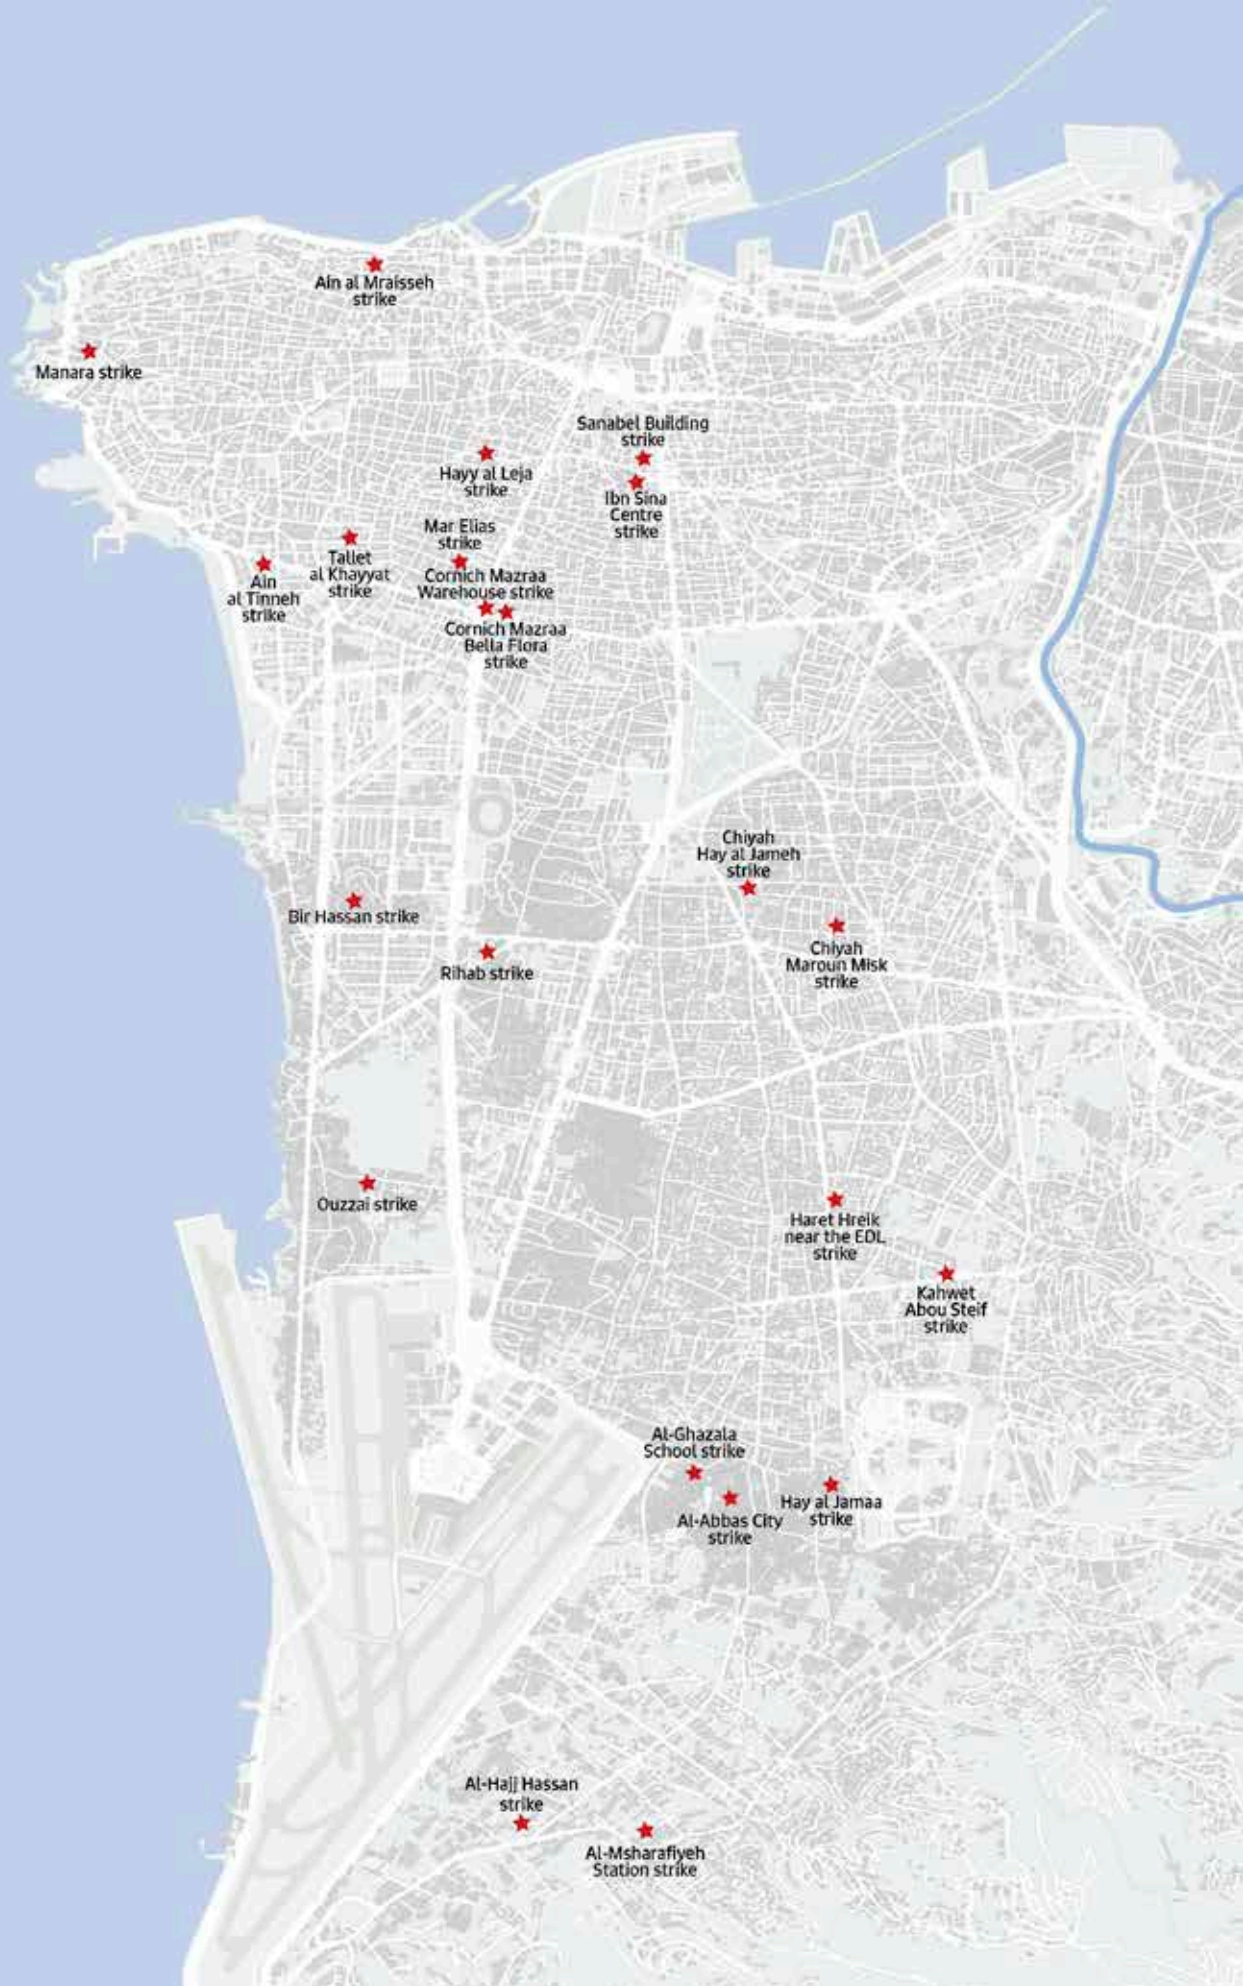 Ain al Mraisseh
strike
Manara strike
Sanabel Building
strike
Hayy al Leja
strike
Ibn Sina
Centre
strike
Mar Elias
strike
Tallet
al Khayyat
strike
Ain
al Tinneh
strike
Cornich Mazraa
Warehouse strike
Cornich Mazraa
Bella Flora
strike
Chiyah
Hay al Jameh
strike
Bir Hassan strike
Chiyah
Maroun Misk
strike
Rihab strike
Ouzzai strike
Haret Hreik
near the EDL
strike
Kahwet
Abou Steif
strike
Al-Ghazala
School strike
Al-Abbas City
strike
Hay al Jamaa
strike
Al-Hajj Hassan
strike
Al-Msharafiyeh
Station strike